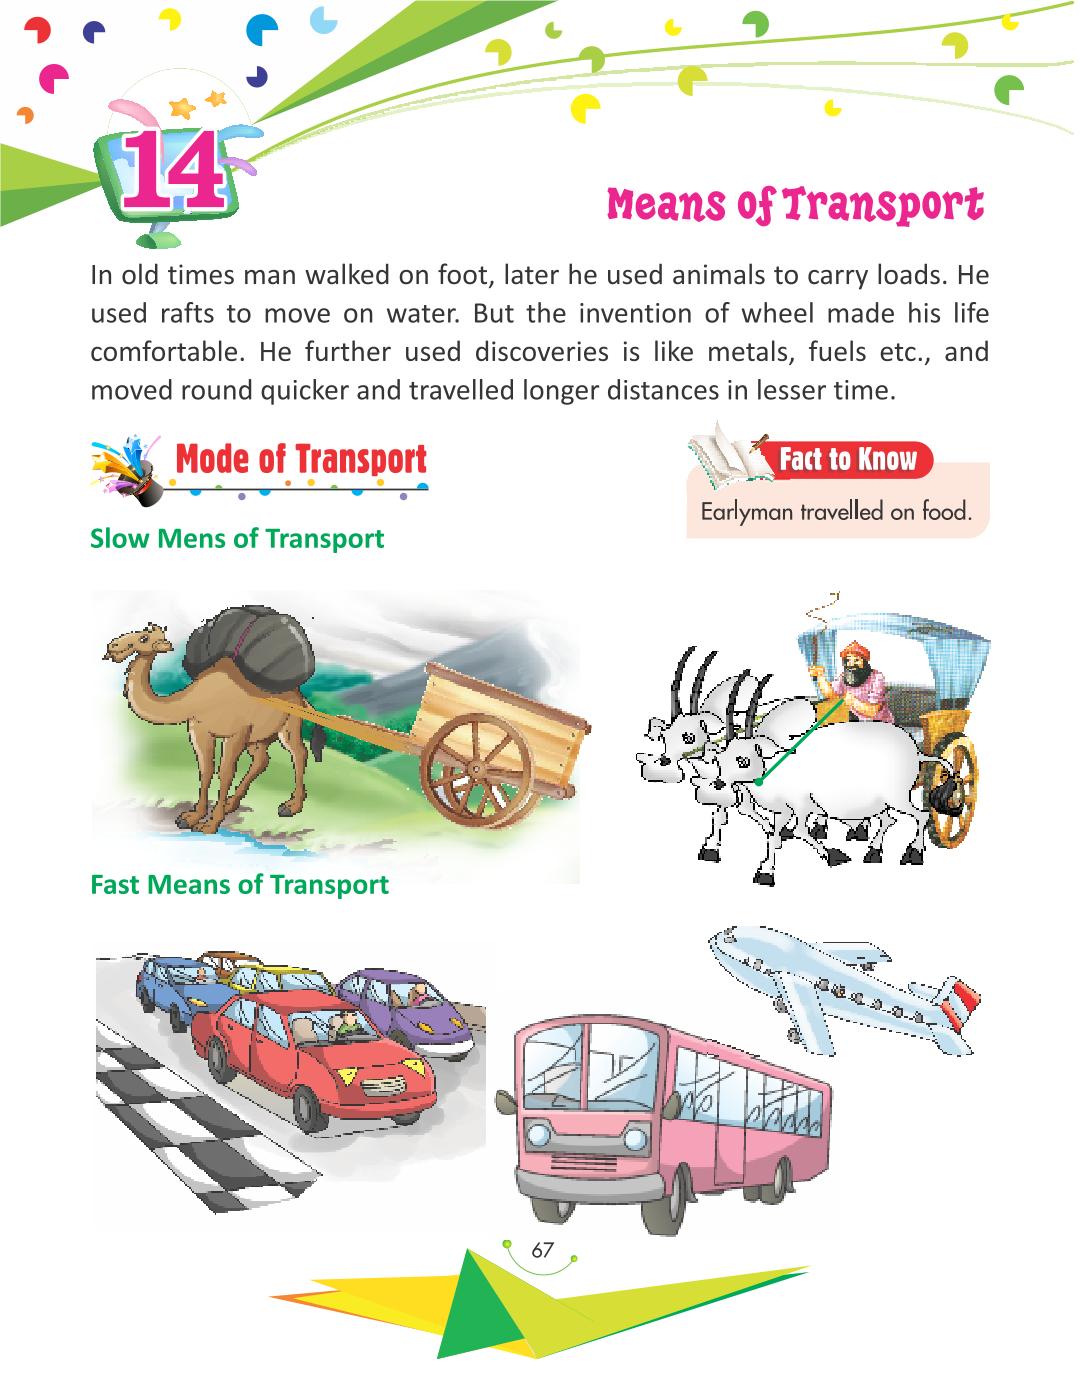 14
Means of Transport
In old times man walked on foot, later he used animals to carry loads. He
used rafts to move on water. But the invention of wheel made his life
comfortable. He further used discoveries is like metals, fuels etc., and
moved round quicker and travelled longer distances in lesser time.
Mode of Transport
Fact to Know
Earlyman travelled on food.
Slow Mens of Transport
Fast Means of Transport
67